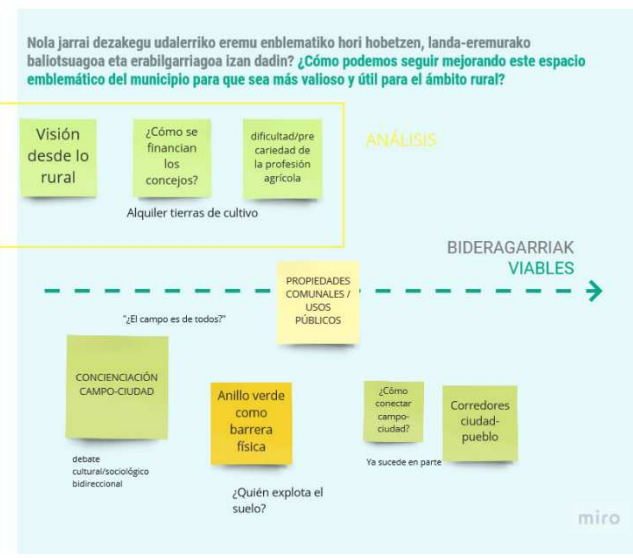 Nola jarrai dezakegu udalerriko eremu enblematiko hori hobetzen, landa-eremurako
baliotsuagoa eta erabilgarriagoa izan dadin? ¿Cómo podemos seguir mejorando este espacio
emblemático del municipio para que sea más valioso y útil para el ámbito rural?
Visión
desde lo
rural
¿Cómo se
financian
los
concejos?
dificultad/pre
cariedad de
la profesión
agrícola
ANÁLISIS
Alquiler tierras de cultivo
BIDERAGARRIAK
VIABLES
PROPIEDADES
COMUNALES /
USOS
PÚBLICOS
"¿El campo es de todos?"
CONCIENCIACIÓN
CAMPO-CIUDAD
Anillo verde
como
barrera
física
¿Cómo
conectar
campo-
ciudad?
Corredores
ciudad-
pueblo
debate
cultural/sociológico
bidireccional
Ya sucede en parte
¿Quién explota el
suelo?
miro